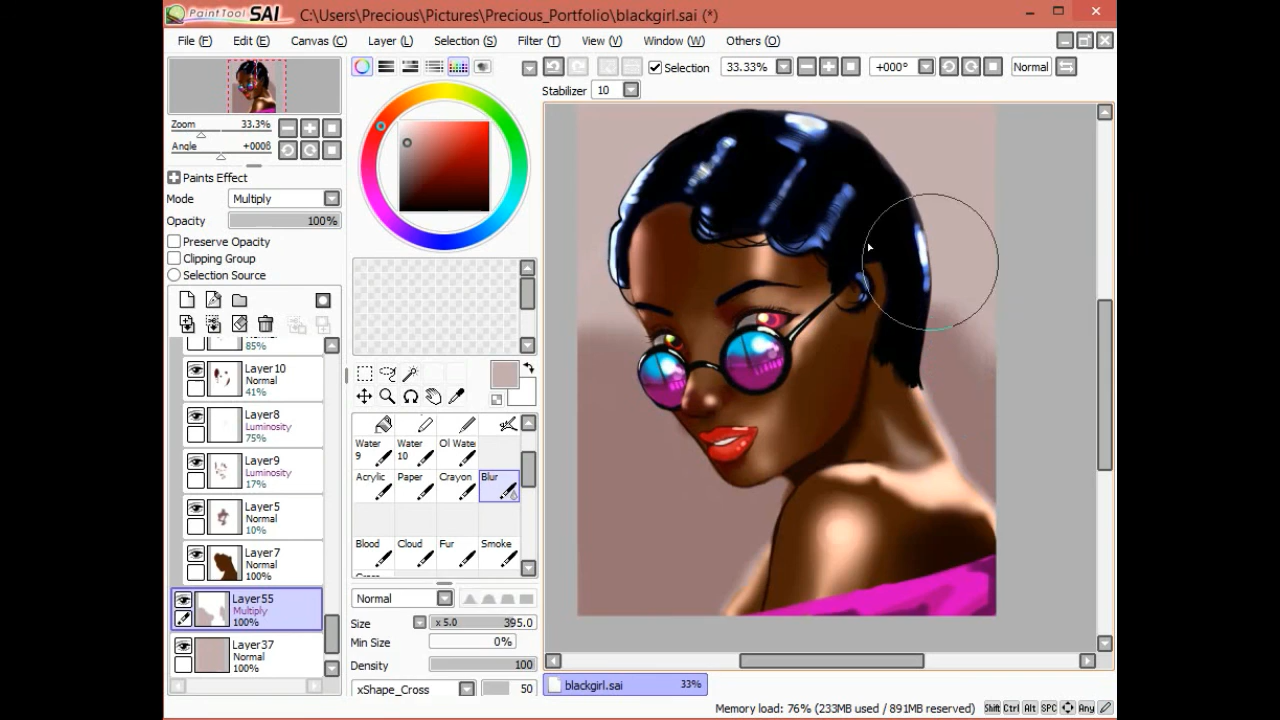 PaintTool SAI C:\Users\Precious\Pictures\Precious_Portfolio\blackgirl.sai (*)
File (F) Edit (E) Canvas (C) Layer (L) Selection (S) Filter (T) View (V) Window (W) Others (O)
Selection 33.33% +000° Normal
Stabilizer 10
Zoom 33.3%
Angle +000ß
Paints Effect
Mode Multiply
Opacity 100%
Preserve Opacity
Clipping Group
Selection Source
85%
Layer10
Normal
41%
Layer8
Luminosity
75%
Layer9
Luminosity
17%
Layer5
Normal
10%
Layer7
Normal
100%
Layer55
Multiply
100%
Layer37
Normal
100%
Water 9
Water 10
Ol Wate
Acrylic Paper Crayon Blur
Blood Cloud Fur Smoke
Normal
Size x 5.0 395.0
Min Size 0%
Density 100
xShape_Cross 50
blackgirl.sai 33%
Memory load: 76% (233MB used / 891MB reserved) Shift Ctrl Alt SPC Any